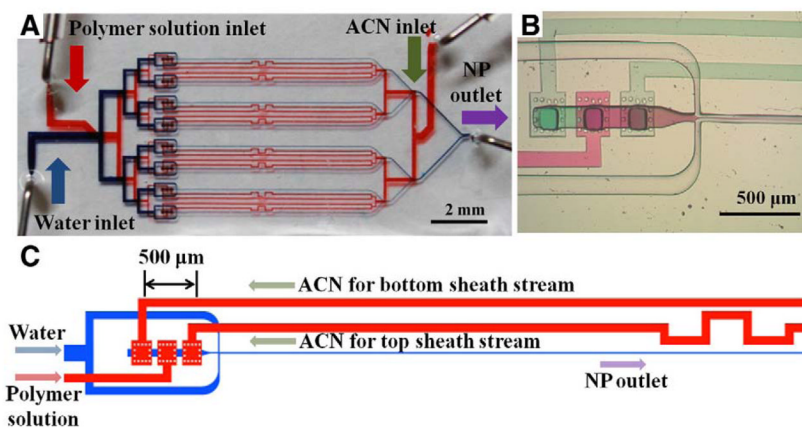 A
Polymer solution inlet
ACN inlet
NP
outlet
Water inlet
2 mm
B
500 µm
C
500 µm
ACN for bottom sheath stream
Water
ACN for top sheath stream
NP outlet
Polymer
solution